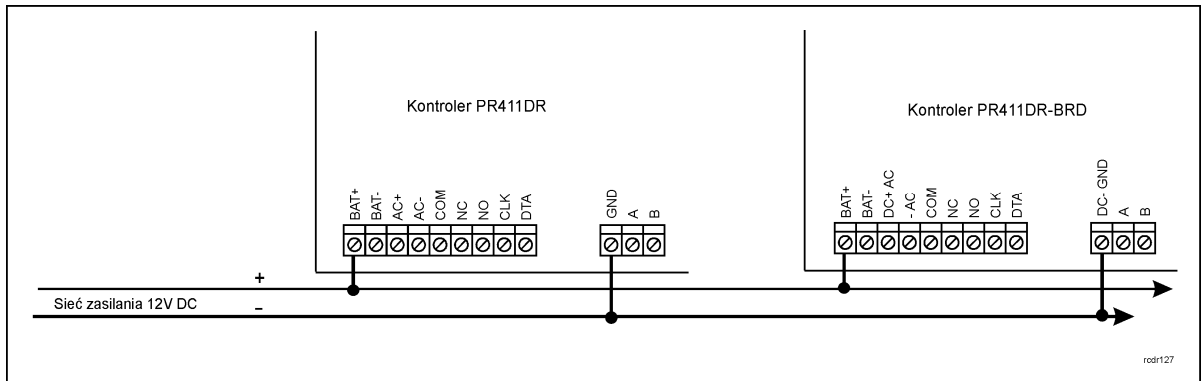 Kontroler PR411DR
Kontroler PR411DR-BRD
BAT+
BAT-
AC+
AC-
COM
NC
NO
CLK
DTA
GND
A
B
BAT+
BAT-
DC+ AC
- AC
COM
NC
NO
CLK
DTA
DC- GND
A
B
+
Sieć zasilania 12V DC
–
rcdr127